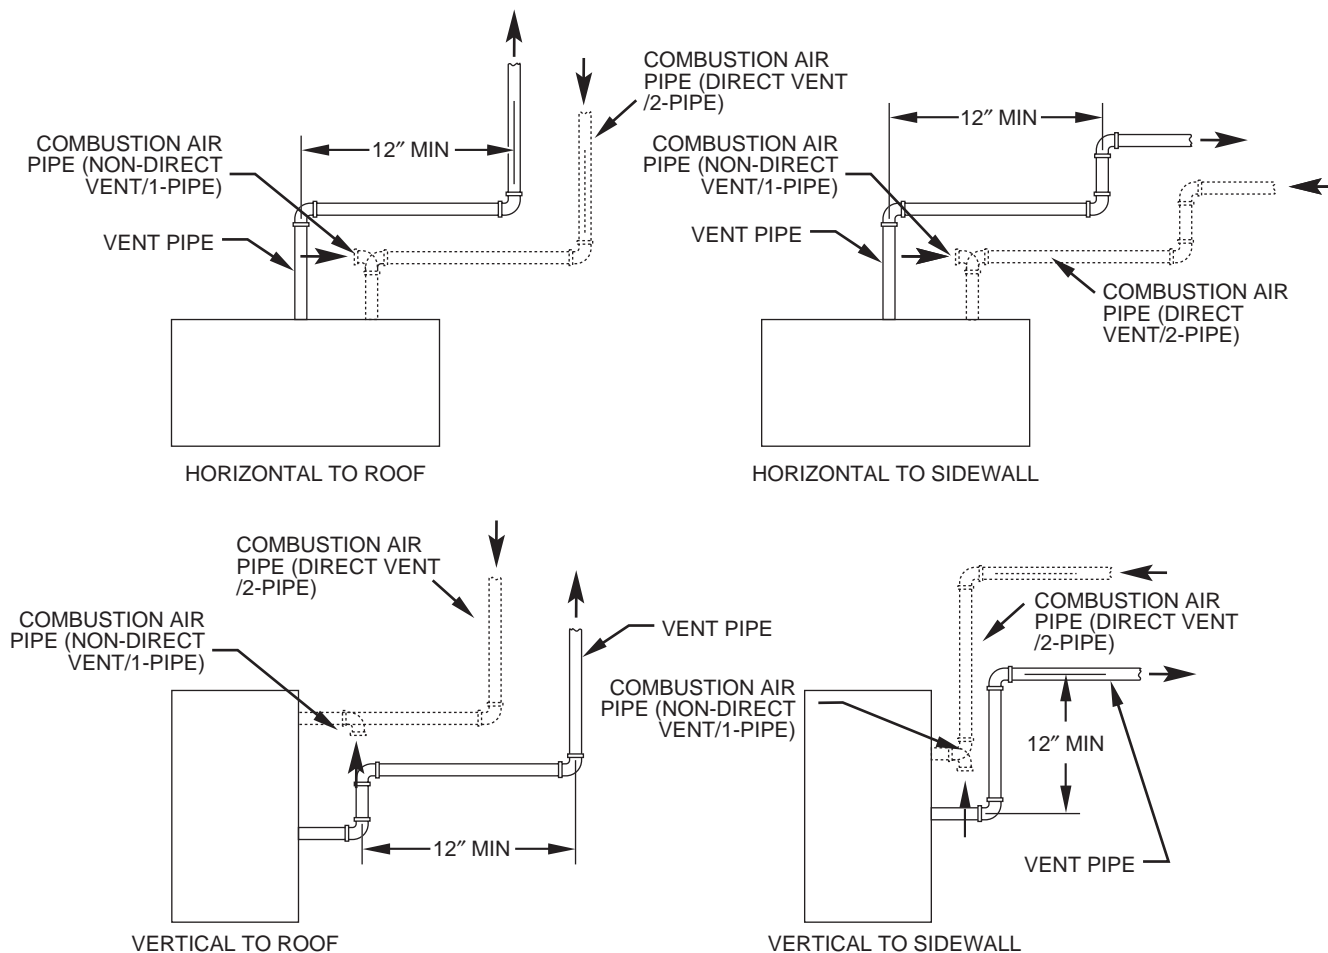 COMBUSTION AIR
PIPE (DIRECT VENT
/2-PIPE)
COMBUSTION AIR
PIPE (NON-DIRECT
VENT/1-PIPE)
12″ MIN
VENT PIPE
HORIZONTAL TO ROOF
12″ MIN
COMBUSTION AIR
PIPE (NON-DIRECT
VENT/1-PIPE)
VENT PIPE
COMBUSTION AIR
PIPE (DIRECT
VENT/2-PIPE)
HORIZONTAL TO SIDEWALL
COMBUSTION AIR
PIPE (DIRECT VENT
/2-PIPE)
COMBUSTION AIR
PIPE (NON-DIRECT
VENT/1-PIPE)
VENT PIPE
12″ MIN
VERTICAL TO ROOF
COMBUSTION AIR
PIPE (DIRECT VENT
/2-PIPE)
COMBUSTION AIR
PIPE (NON-DIRECT
VENT/1-PIPE)
12″ MIN
VENT PIPE
VERTICAL TO SIDEWALL